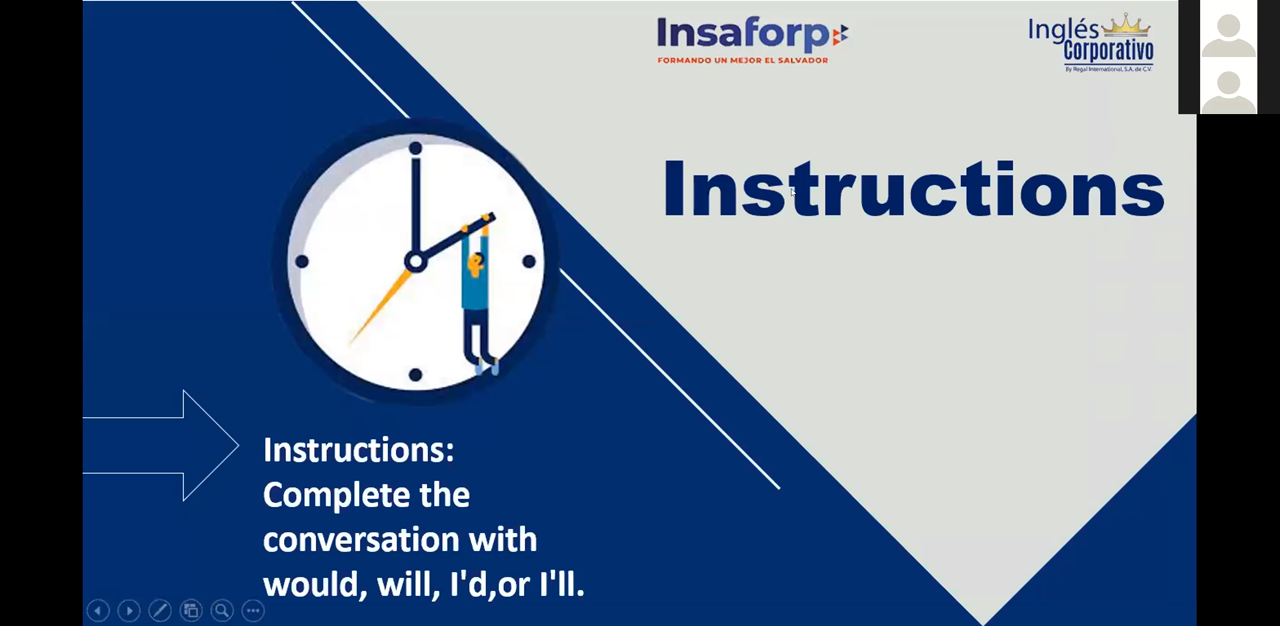 Insaforp
FORMANDO UN MEJOR EL SALVADOR
Inglés
Corporativo
By Regal International, S.A. de C.V.
Instructions
Instructions:
Complete the
conversation with
would, will, I'd,or I'll.